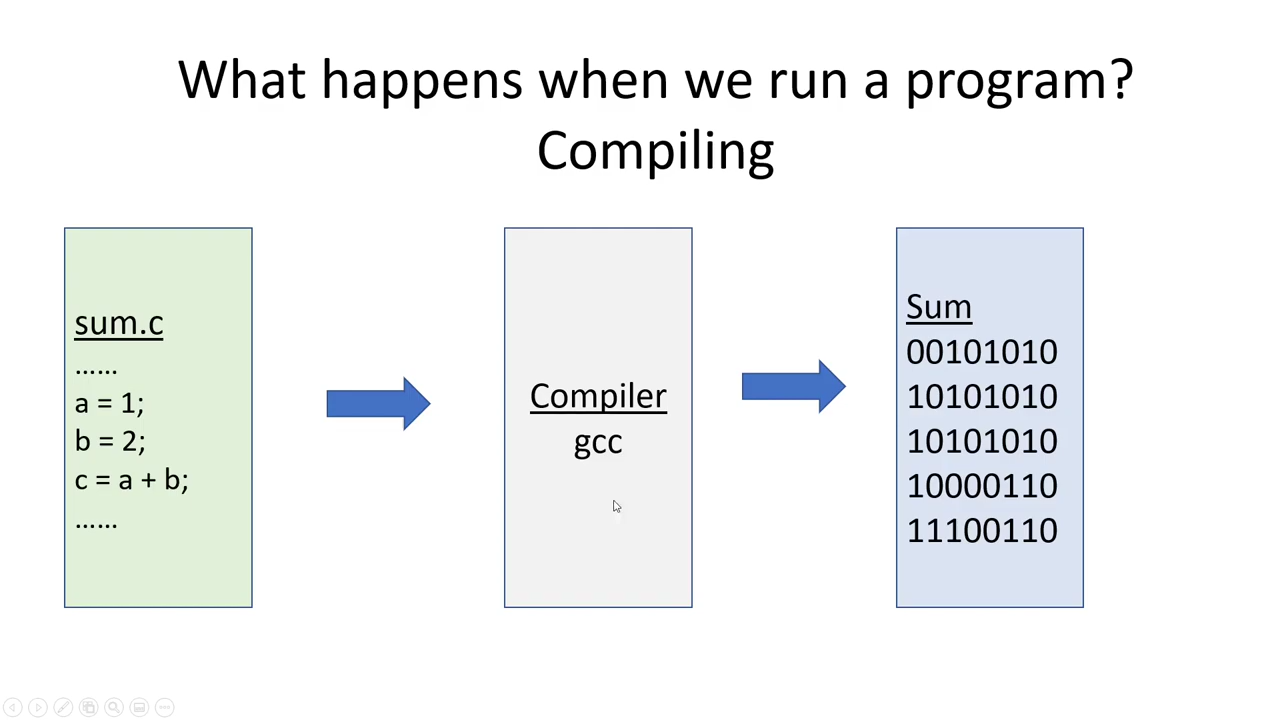 What happens when we run a program?
Compiling
sum.c
……
a = 1;
b = 2;
c = a + b;
……
Compiler
gcc
Sum
00101010
10101010
10101010
10000110
11100110